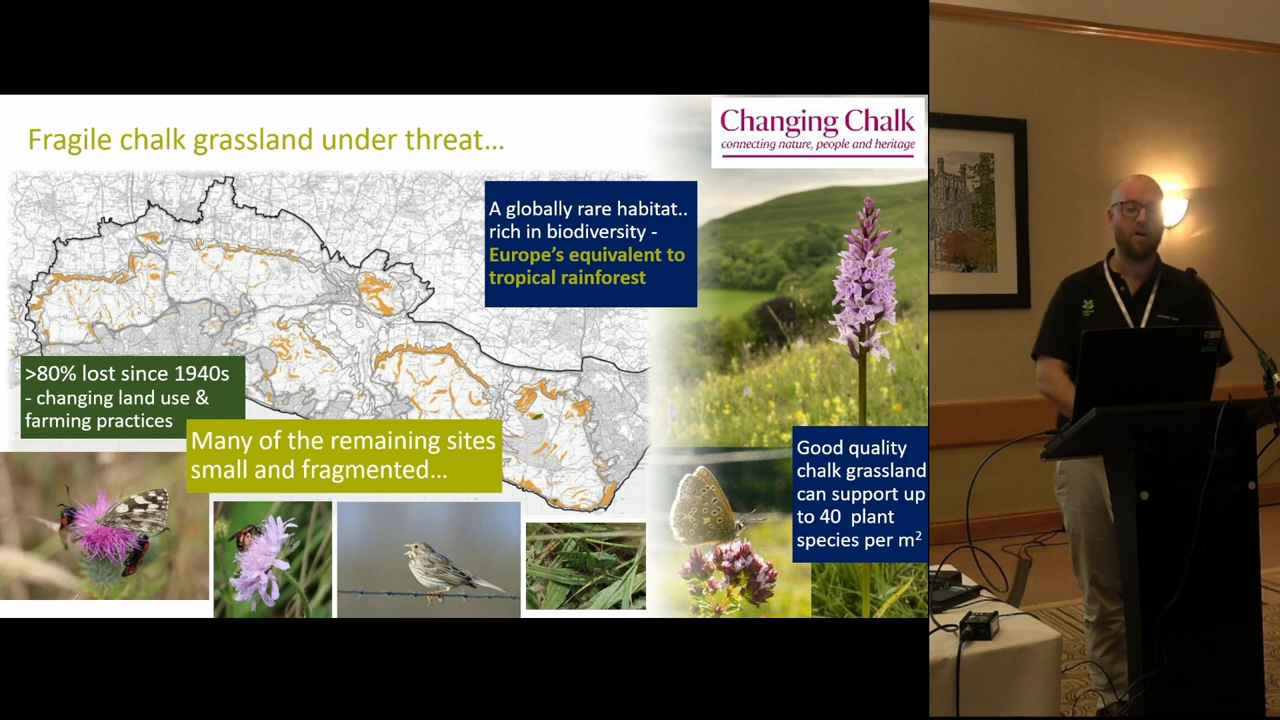 Fragile chalk grassland under threat...
Changing Chalk
connecting nature, people and heritage
A globally rare habitat..
rich in biodiversity -
Europe's equivalent to
tropical rainforest
>80% lost since 1940s
- changing land use &
farming practices
Many of the remaining sites
small and fragmented...
Good quality
chalk grassland
can support up
to 40 plant
species per m²